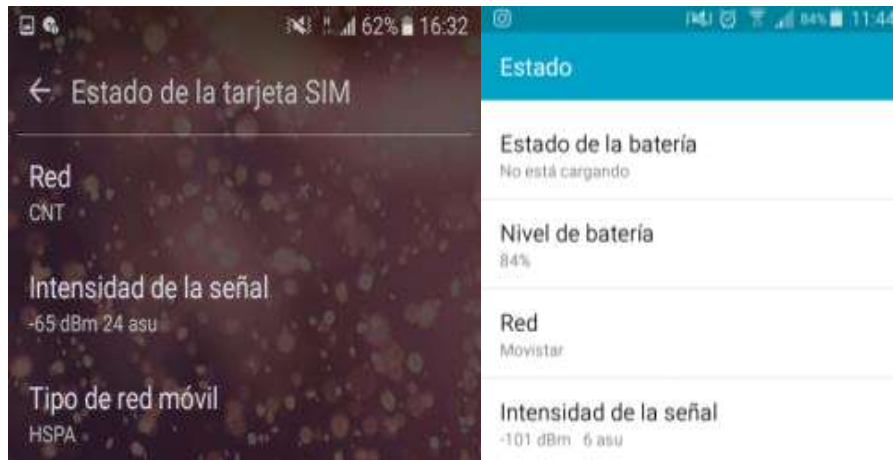 62% 16:32
Estado de la tarjeta SIM
Red
CNT
Intensidad de la señal
-65 dBm 24 asu
Tipo de red móvil
HSPA
84% 11:44
Estado
Estado de la batería
No está cargando
Nivel de batería
84%
Red
Movistar
Intensidad de la señal
-101 dBm 6 asu